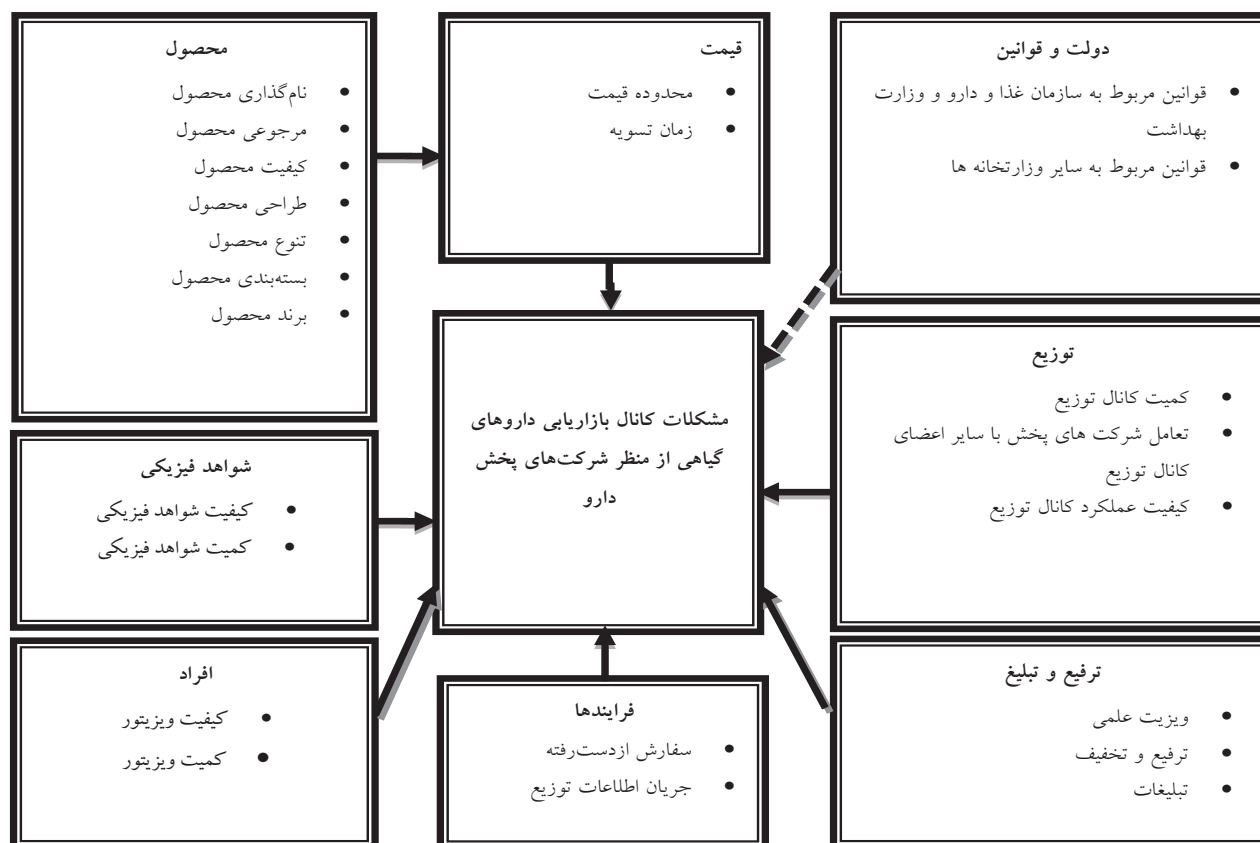 محصول
• نام‌گذاری محصول
• مرجوعی محصول
• کیفیت محصول
• طراحی محصول
• تنوع محصول
• بسته‌بندی محصول
• برند محصول
قیمت
• محدوده قیمت
• زمان تسویه
دولت و قوانین
• قوانین مربوط به سازمان غذا و دارو و وزارت
بهداشت
• قوانین مربوط به سایر وزارتخانه ها
توزیع
• کمیت کانال توزیع
• تعامل شرکت های پخش با سایر اعضای
کانال توزیع
• کیفیت عملکرد کانال توزیع
مشکلات کانال بازاریابی داروهای
گیاهی از منظر شرکت‌های پخش
دارو
شواهد فیزیکی
• کیفیت شواهد فیزیکی
• کمیت شواهد فیزیکی
افراد
• کیفیت ویزیتور
• کمیت ویزیتور
فرایندها
• سفارش ازدست‌رفته
• جریان اطلاعات توزیع
ترفیع و تبلیغ
• ویزیت علمی
• ترفیع و تخفیف
• تبلیغات